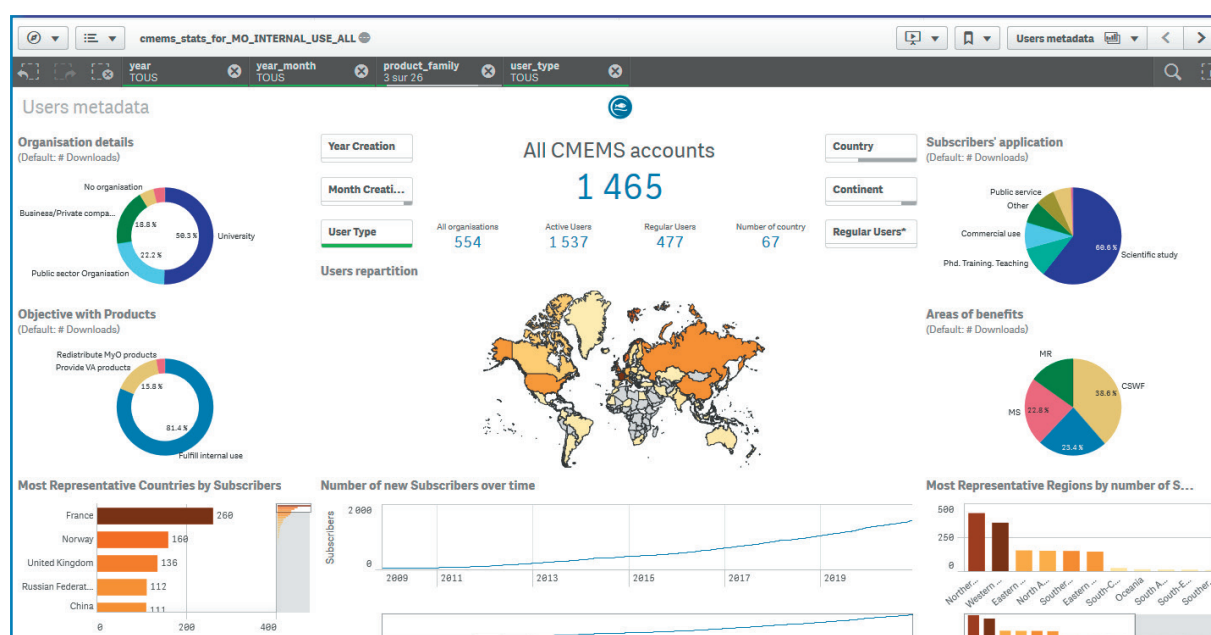 cmems_stats_for_MO_INTERNAL_USE_ALL
Users metadata
year
TOUS
year_month
TOUS
product_family
3 sur 26
user_type
TOUS
Users metadata
Organisation details
(Default: # Downloads)
No organisation
Business/Private compa...
18.8 %
50.3 %
University
22.2 %
Public sector Organisation
Objective with Products
(Default: # Downloads)
Redistribute MyO products
Provide VA products
15.8 %
81.4 %
Fulfill internal use
Year Creation
Month Creati...
User Type
All CMEMS accounts
1 465
All organisations
554
Active Users
1 537
Regular Users
477
Number of country
67
Country
Continent
Regular Users*
Users repartition
Subscribers' application
(Default: # Downloads)
Public service
Other
Commercial use
Phd. Training. Teaching
60.6 %
Scientific study
Areas of benefits
(Default: # Downloads)
MR
CSWF
38.6 %
MS
22.8 %
23.4 %
Most Representative Countries by Subscribers
France
260
Norway
160
United Kingdom
136
Russian Federat...
112
China
111
0
200
400
Number of new Subscribers over time
Subscribers
2 000
0
2009
2011
2013
2015
2017
2019
Most Representative Regions by number of S...
500
250
0
Norther...
Western ...
Eastern ...
North A...
Souther...
Eastern ...
South-C...
Oceania
South A...
South-E...
Souther...